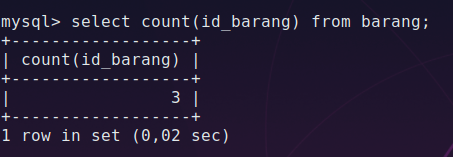 mysql> select count(id_barang) from barang;
+------------------+
| count(id_barang) |
+------------------+
|                3 |
+------------------+
1 row in set (0,02 sec)